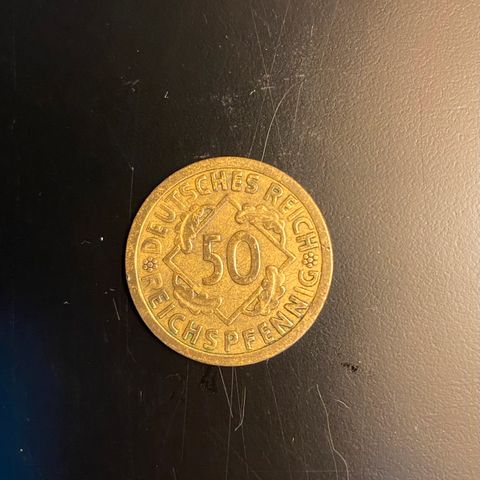 DEUTSCHES REICH
50
REICHSPFENNIG